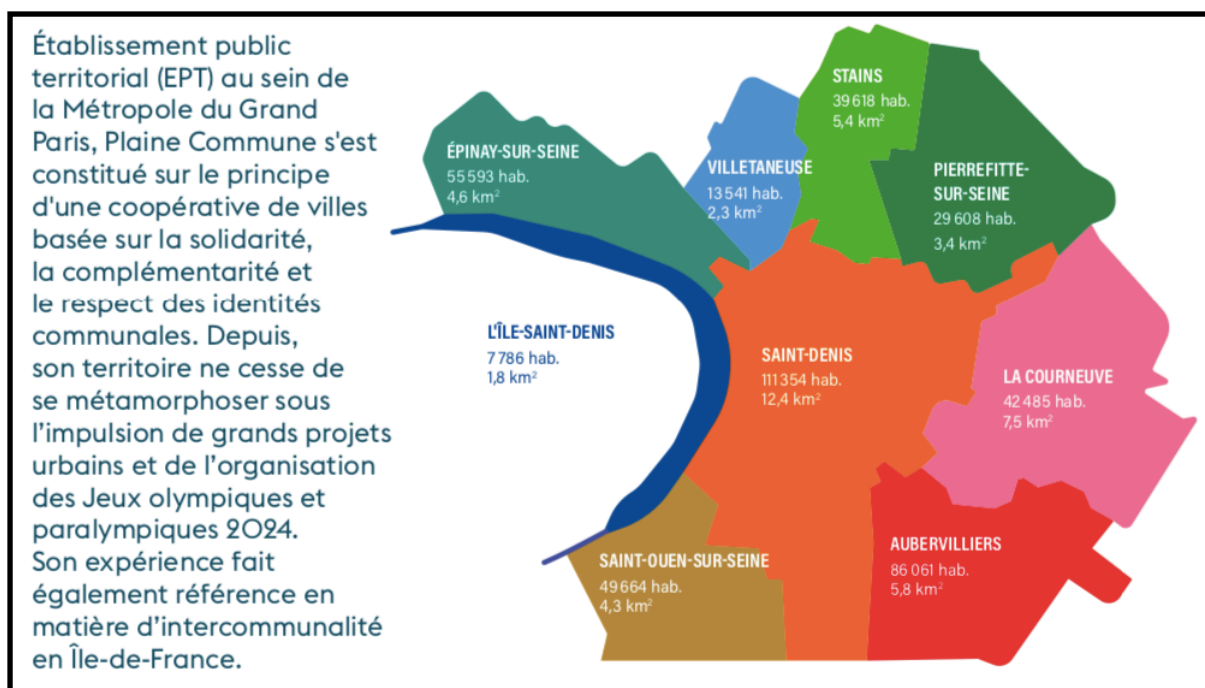 Établissement public
territorial (EPT) au sein de
la Métropole du Grand
Paris, Plaine Commune s'est
constitué sur le principe
d'une coopérative de villes
basée sur la solidarité,
la complémentarité et
le respect des identités
communales. Depuis,
son territoire ne cesse de
se métamorphoser sous
l’impulsion de grands projets
urbains et de l’organisation
des Jeux olympiques et
paralympiques 2024.
Son expérience fait
également référence en
matière d’intercommunalité
en Île-de-France.
ÉPINAY-SUR-SEINE
55 593 hab.
4,6 km²
VILLETANEUSE
13 541 hab.
2,3 km²
STAINS
39 618 hab.
5,4 km²
PIERREFITTE-
SUR-SEINE
29 608 hab.
3,4 km²
L'ÎLE-SAINT-DENIS
7 786 hab.
1,8 km²
SAINT-DENIS
111 354 hab.
12,4 km²
LA COURNEUVE
42 485 hab.
7,5 km²
SAINT-OUEN-SUR-SEINE
49 664 hab.
4,3 km²
AUBERVILLIERS
86 061 hab.
5,8 km²